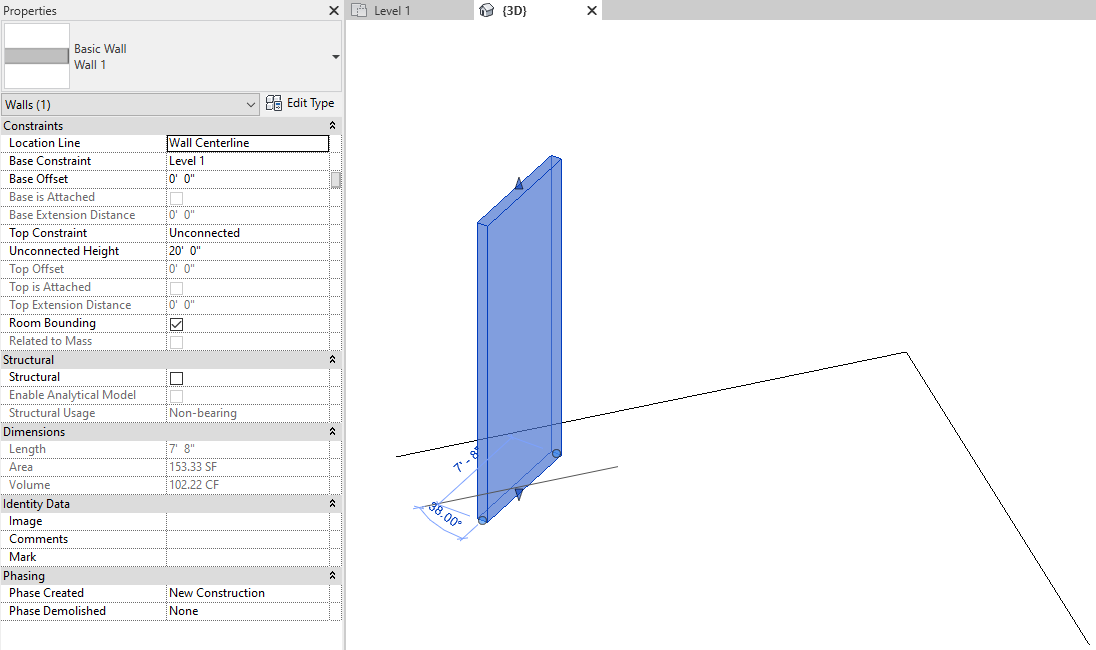 Properties
Level 1
{3D}
Basic Wall
Wall 1
Walls (1)
Edit Type
Constraints
Location Line Wall Centerline
Base Constraint Level 1
Base Offset 0' 0"
Base is Attached
Base Extension Distance 0' 0"
Top Constraint Unconnected
Unconnected Height 20' 0"
Top Offset 0' 0"
Top is Attached
Top Extension Distance 0' 0"
Room Bounding
Related to Mass
Structural
Structural
Enable Analytical Model
Structural Usage Non-bearing
Dimensions
Length 7' 8"
Area 153.33 SF
Volume 102.22 CF
Identity Data
Image
Comments
Mark
Phasing
Phase Created New Construction
Phase Demolished None
7' - 8"
38.00°